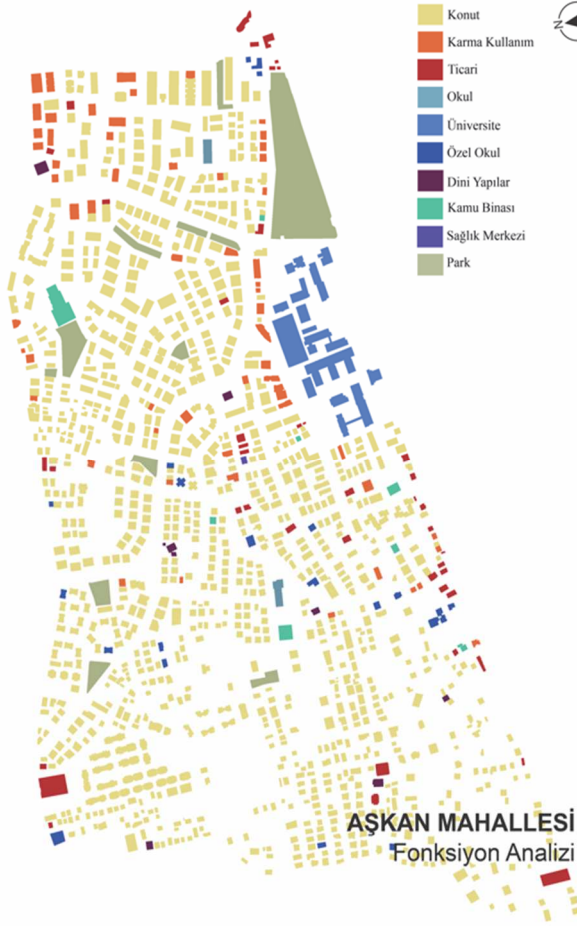 Konut
Karma Kullanım
Ticari
Okul
Üniversite
Özel Okul
Dini Yapılar
Kamu Binası
Sağlık Merkezi
Park
N
AŞKAN MAHALLESİ
Fonksiyon Analizi